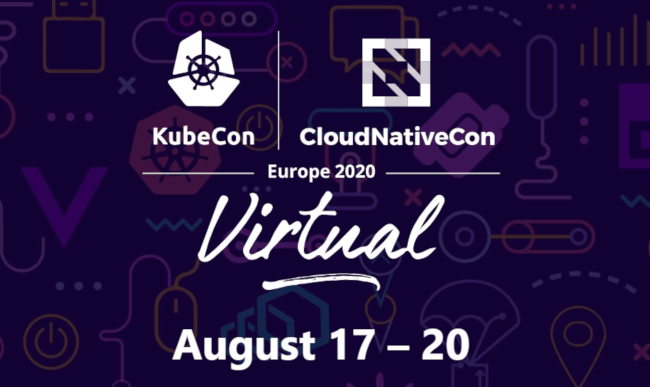 KubeCon
CloudNativeCon
Europe 2020
Virtual
August 17 – 20